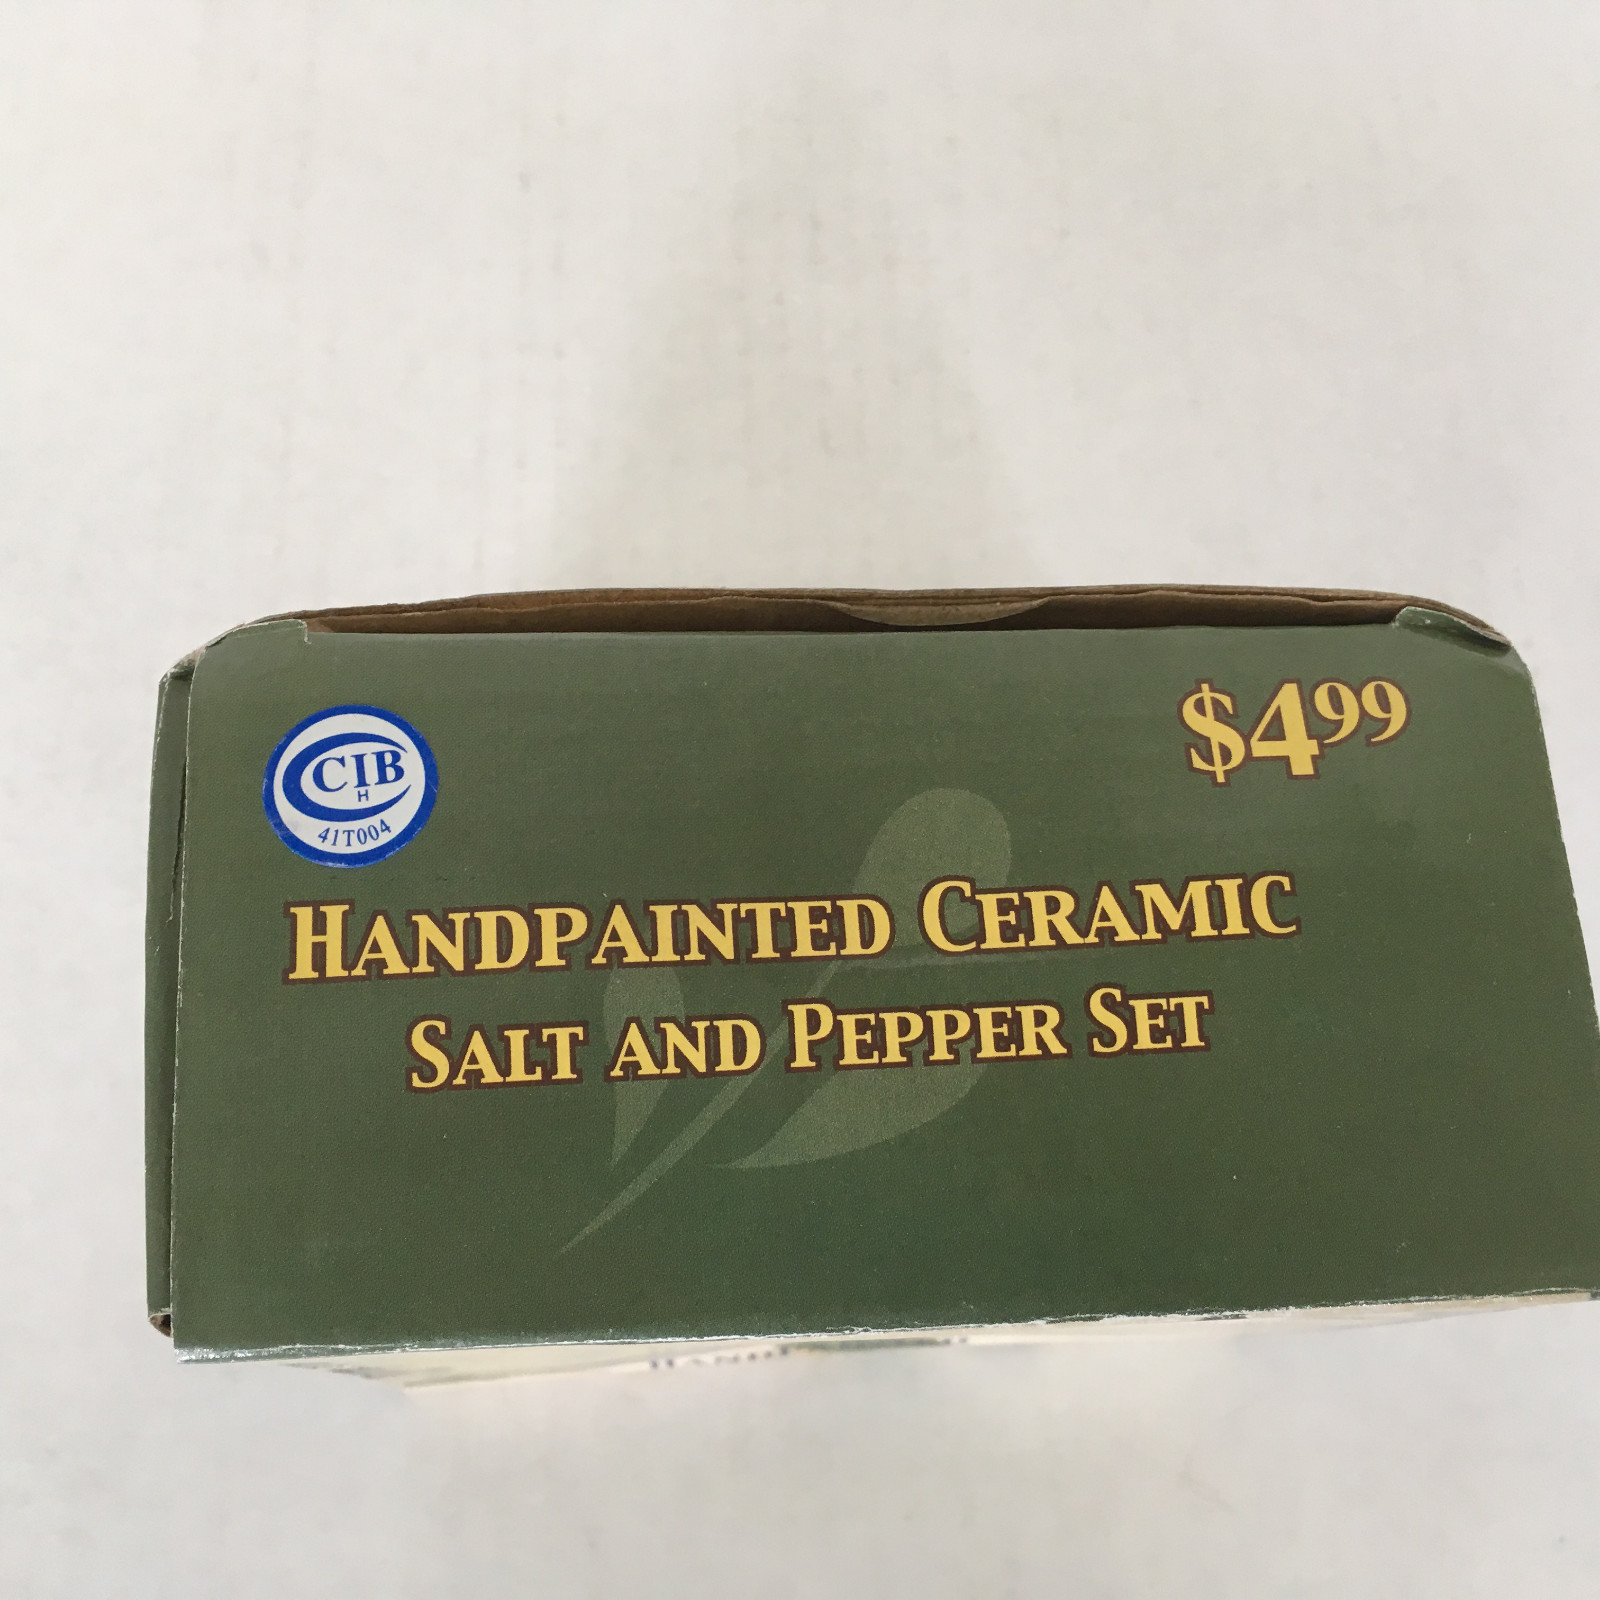 $4.99
CIB
H
41T004
HANDPAINTED CERAMIC
SALT AND PEPPER SET